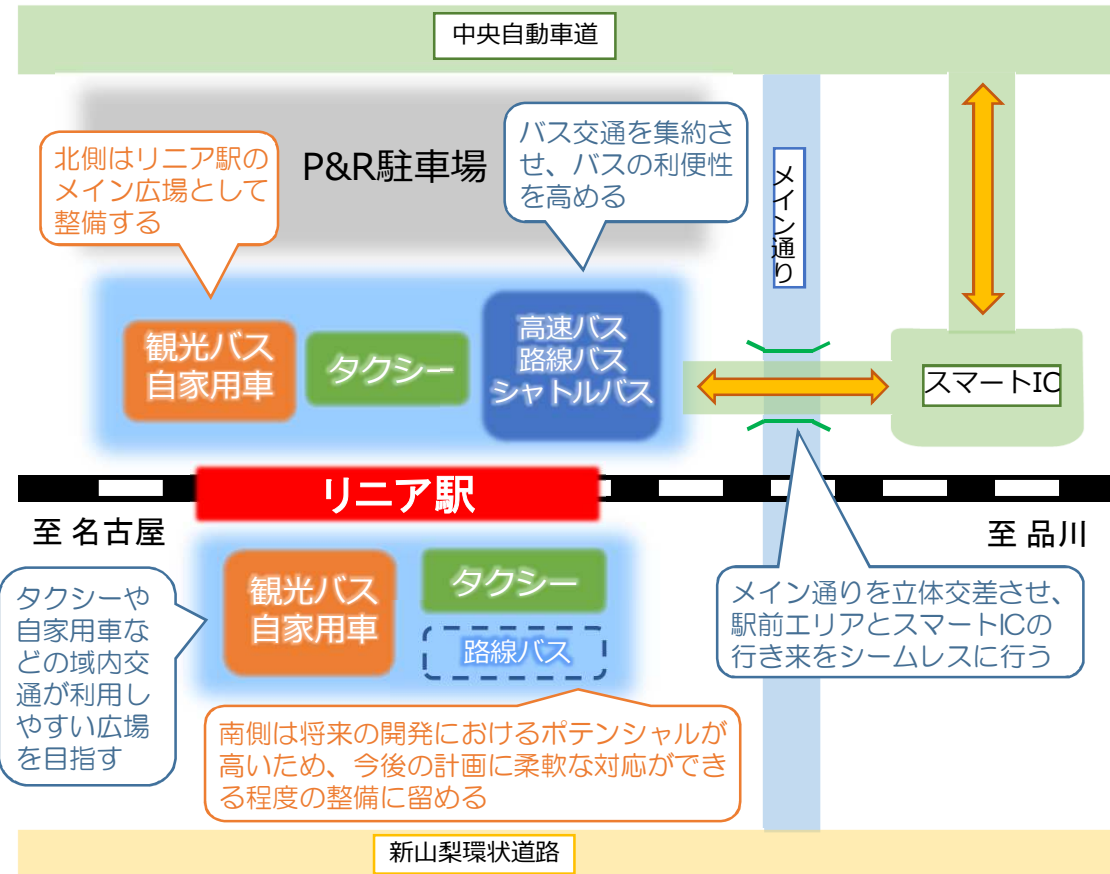 中央自動車道
北側はリニア駅の
メイン広場として
整備する
P&R駐車場
バス交通を集約さ
せ、バスの利便性
を高める
メイン通り
観光バス
自家用車
タクシー
高速バス
路線バス
シャトルバス
スマートIC
リニア駅
至 名古屋
至 品川
タクシーや
自家用車な
どの域内交
通が利用し
やすい広場
を目指す
観光バス
自家用車
タクシー
路線バス
メイン通りを立体交差させ、
駅前エリアとスマートICの
行き来をシームレスに行う
南側は将来の開発におけるポテンシャルが
高いため、今後の計画に柔軟な対応ができ
る程度の整備に留める
新山梨環状道路